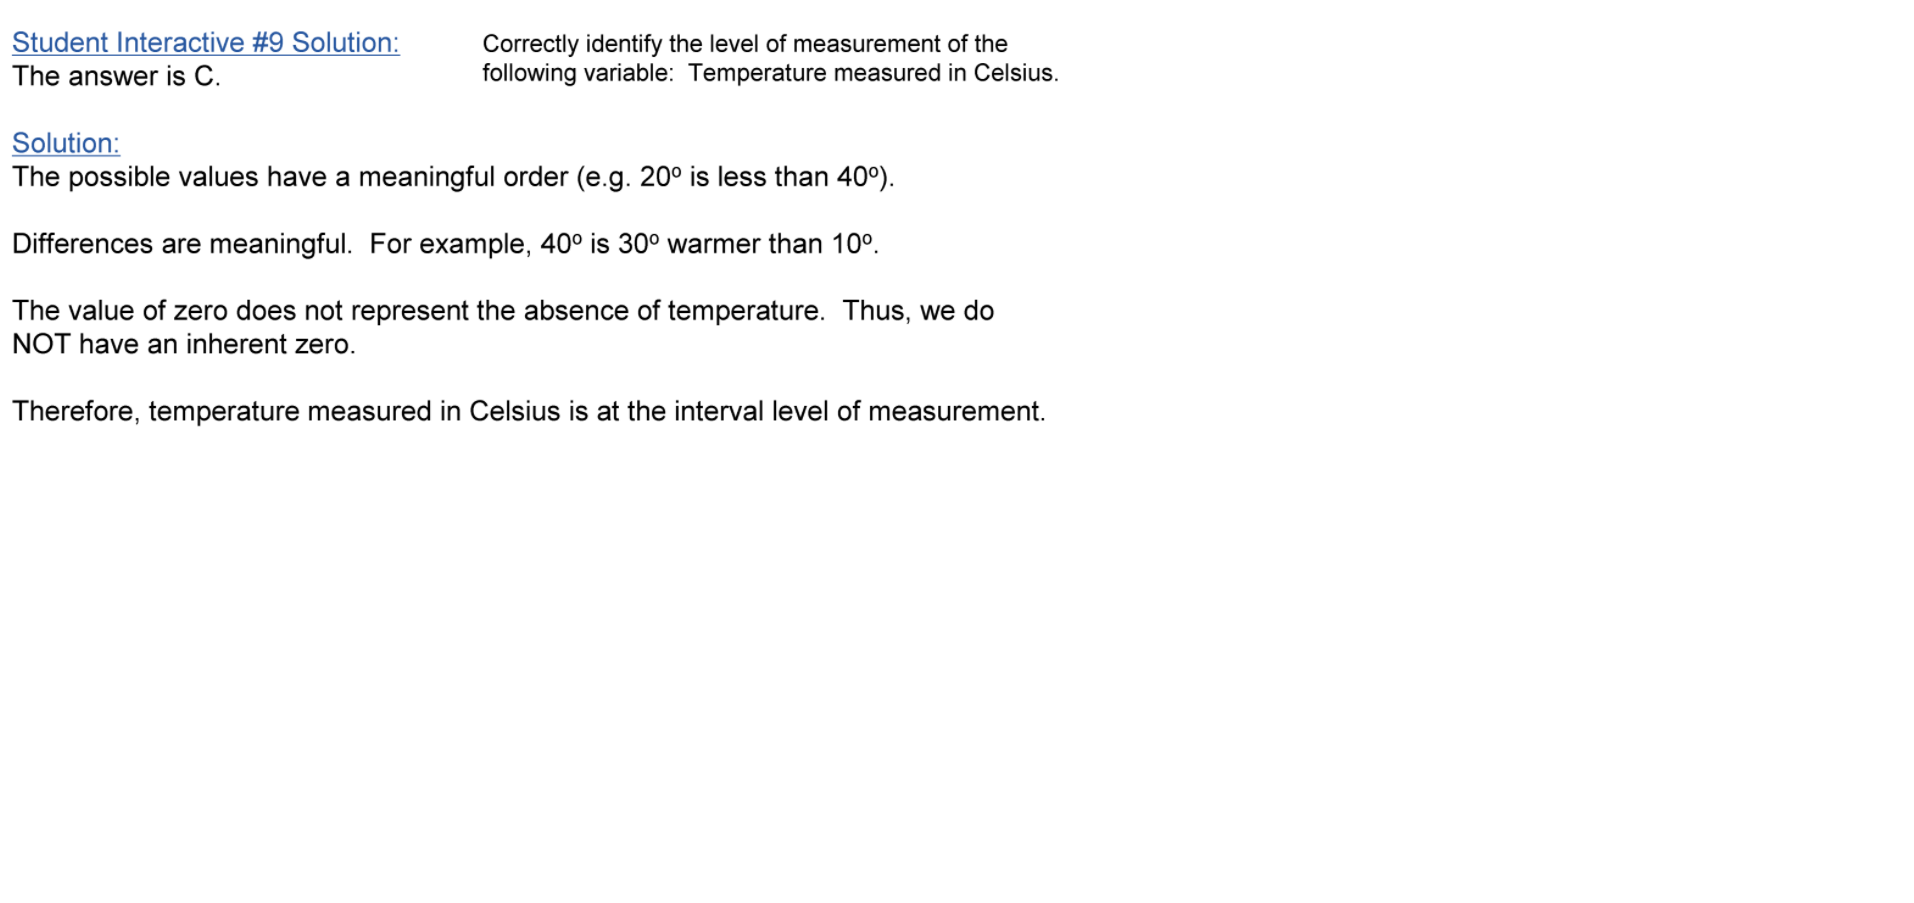 Student Interactive #9 Solution:
The answer is C.
Correctly identify the level of measurement of the
following variable:  Temperature measured in Celsius.
Solution:
The possible values have a meaningful order (e.g. 20º is less than 40º).
Differences are meaningful.  For example, 40º is 30º warmer than 10º.
The value of zero does not represent the absence of temperature.  Thus, we do
NOT have an inherent zero.
Therefore, temperature measured in Celsius is at the interval level of measurement.